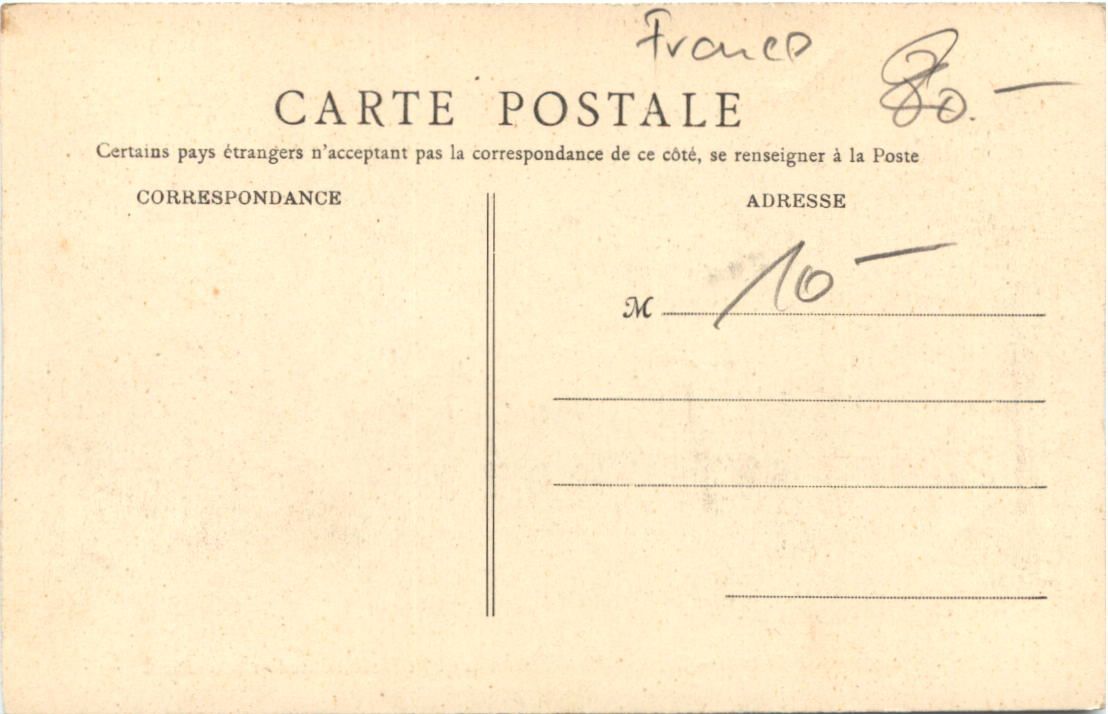 France
80.-
CARTE POSTALE
Certains pays étrangers n'acceptant pas la correspondance de ce côté, se renseigner à la Poste
CORRESPONDANCE
ADRESSE
M 10-